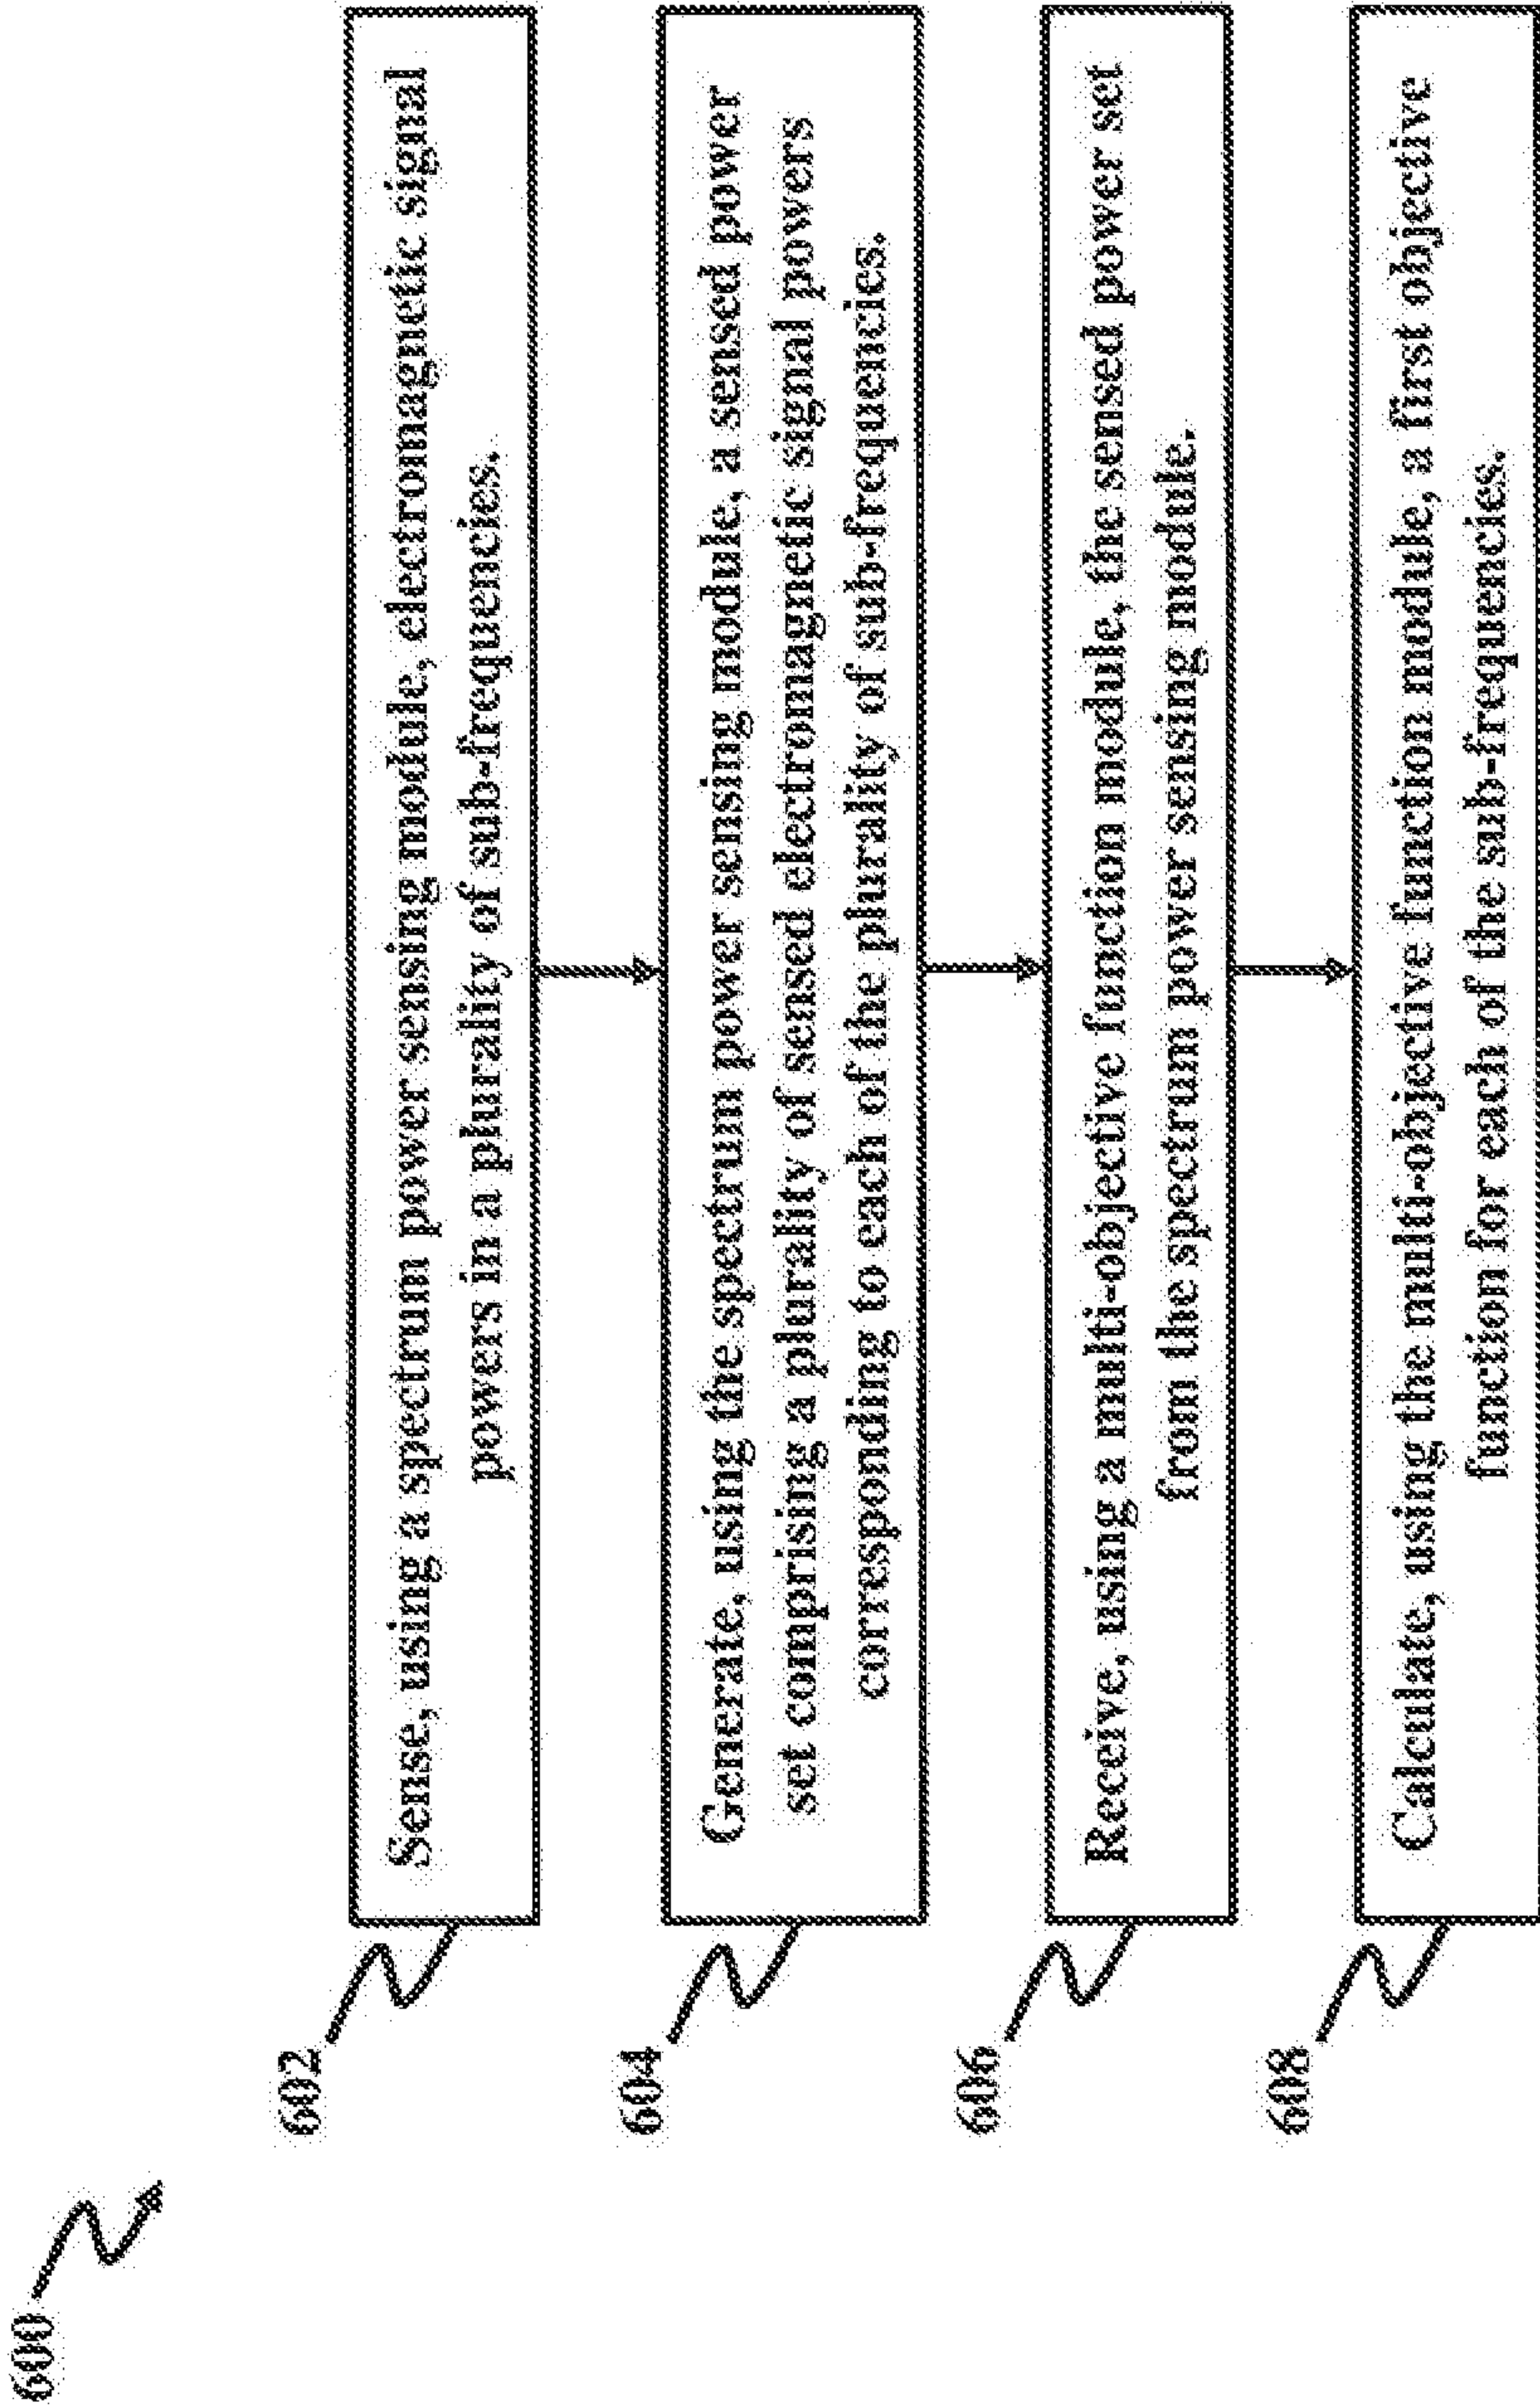 600
602
Sense, using a spectrum power sensing module, electromagnetic signal
powers in a plurality of sub-frequencies.
604
Generate, using the spectrum power sensing module, a sensed power
set comprising a plurality of sensed electromagnetic signal powers
corresponding to each of the plurality of sub-frequencies.
606
Receive, using a multi-objective function module, the sensed power set
from the spectrum power sensing module.
608
Calculate, using the multi-objective function module, a first objective
function for each of the sub-frequencies.